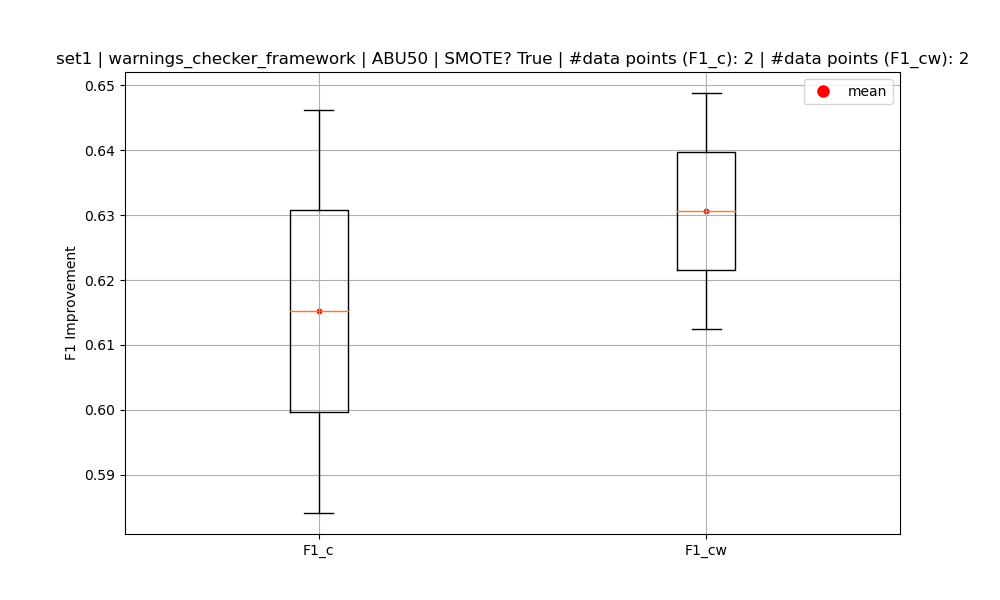 set1 | warnings_checker_framework | ABU50 | SMOTE? True | #data points (F1_c): 2 | #data points (F1_cw): 2
mean
F1 Improvement
0.65
0.64
0.63
0.62
0.61
0.60
0.59
F1_c
F1_cw